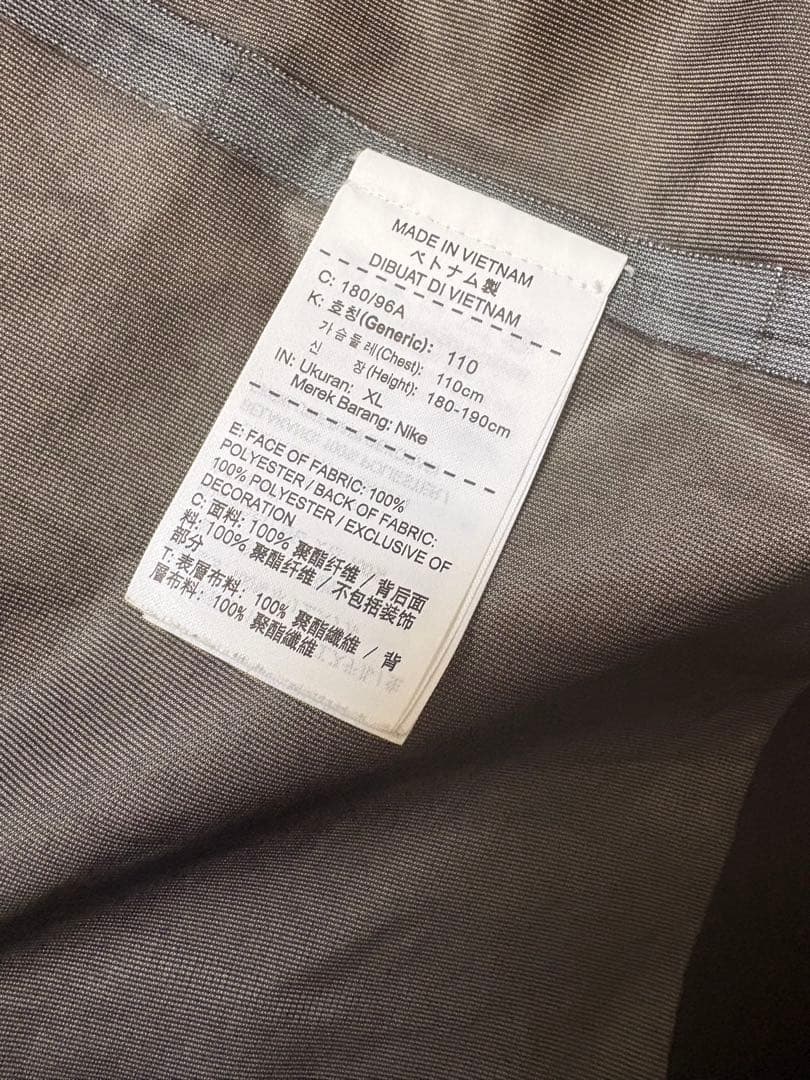 MADE IN VIETNAM
ベトナム製
DIBUAT DI VIETNAM
C: 180/96A
K: 호칭(Generic): 110
가슴둘레(Chest): 110cm
신 장(Height): 180-190cm
IN: Ukuran: XL
Merek Barang: Nike
E: FACE OF FABRIC: 100%
POLYESTER / BACK OF FABRIC:
100% POLYESTER / EXCLUSIVE OF
DECORATION
C: 面料: 100% 聚酯纤维 / 背后面
料: 100% 聚酯纤维 / 不包括装饰
部分
T: 表層布料: 100% 聚酯纖維 / 背
層布料: 100% 聚酯纖維